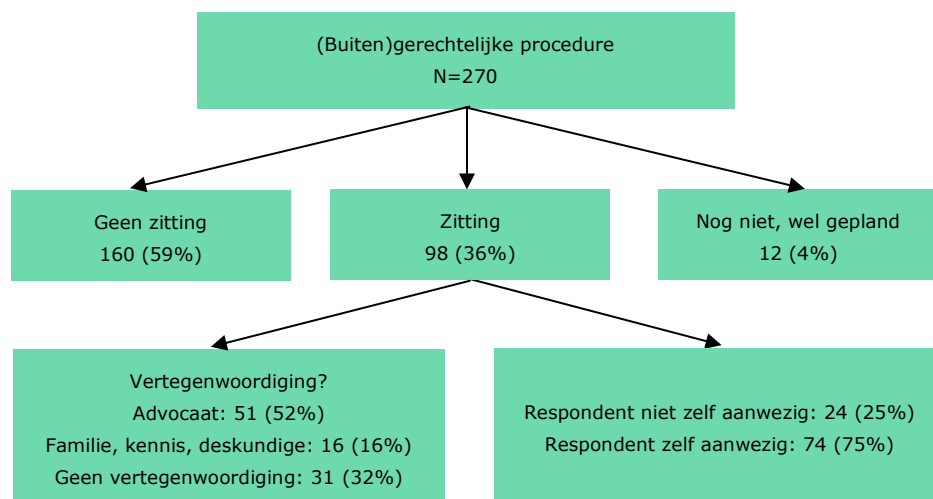 (Buiten)gerechtelijke procedure
N=270
Geen zitting
160 (59%)
Zitting
98 (36%)
Nog niet, wel gepland
12 (4%)
Vertegenwoordiging?
Advocaat: 51 (52%)
Familie, kennis, deskundige: 16 (16%)
Geen vertegenwoordiging: 31 (32%)
Respondent niet zelf aanwezig: 24 (25%)
Respondent zelf aanwezig: 74 (75%)